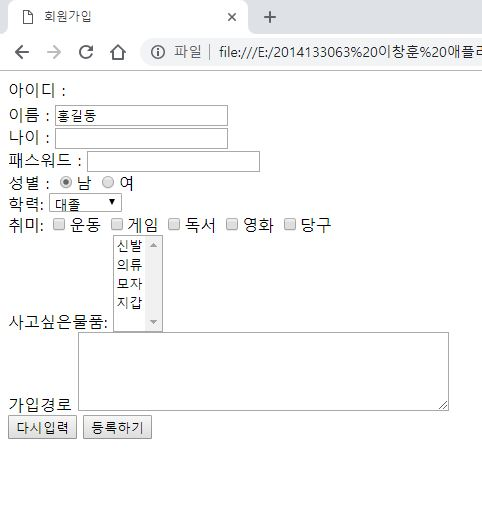 회원가입
파일 file:///E:/2014133063%20이창훈%20애플리
아이디 :
이름 : 홍길동
나이 :
패스워드 :
성별 : 남 여
학력: 대졸
취미: 운동 게임 독서 영화 당구
신발
의류
모자
지갑
사고싶은물품:
가입경로
다시입력 등록하기